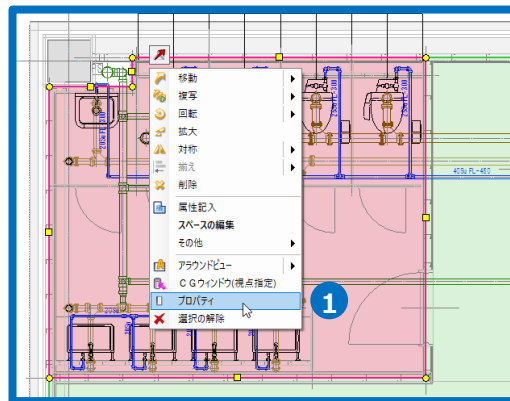 移動
複写
回転
拡大
対称
揃え
削除
属性記入
スペースの編集
その他
アラウンドビュー
ＣＧウィンドウ(視点指定)
プロパティ
選択の解除
1
40Su FL-450